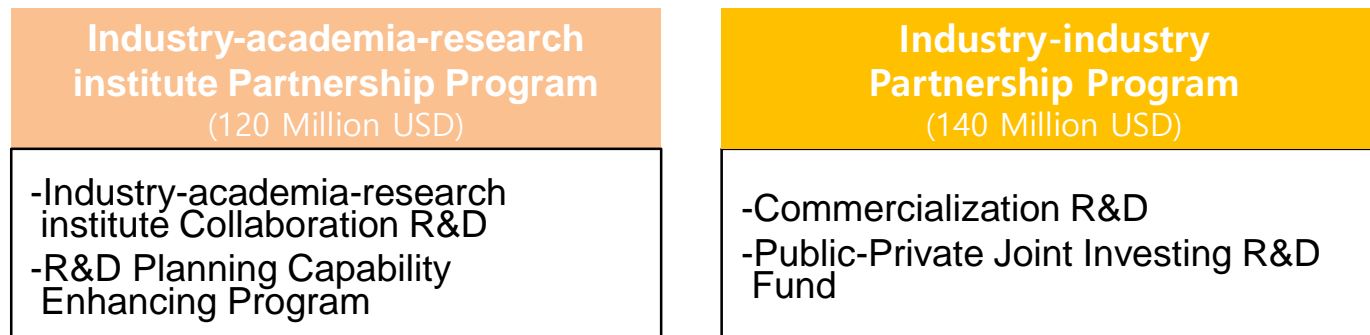 Industry-academia-research
institute Partnership Program
(120 Million USD)
-Industry-academia-research
institute Collaboration R&D
-R&D Planning Capability
Enhancing Program
Industry-industry
Partnership Program
(140 Million USD)
-Commercialization R&D
-Public-Private Joint Investing R&D
Fund